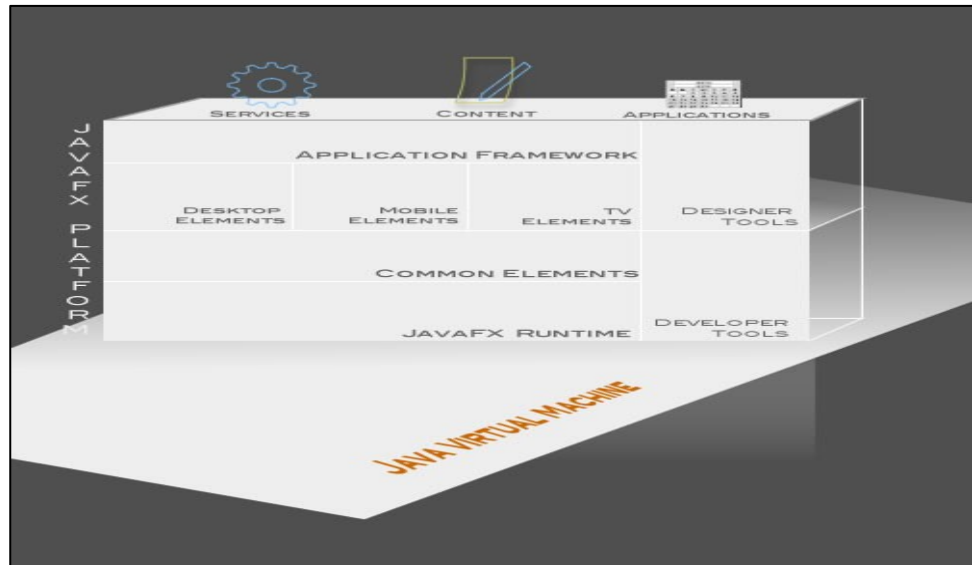 SERVICES
CONTENT
APPLICATIONS
JAVAFX PLATFORM
APPLICATION FRAMEWORK
DESKTOP
ELEMENTS
MOBILE
ELEMENTS
TV
ELEMENTS
DESIGNER
TOOLS
COMMON ELEMENTS
JAVAFX RUNTIME
DEVELOPER
TOOLS
JAVA VIRTUAL MACHINE